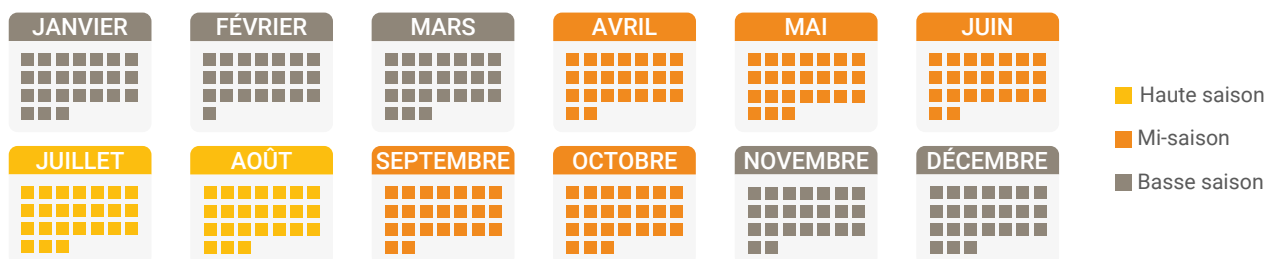 JANVIER
FÉVRIER
MARS
AVRIL
MAI
JUIN
JUILLET
AOÛT
SEPTEMBRE
OCTOBRE
NOVEMBRE
DÉCEMBRE
Haute saison
Mi-saison
Basse saison